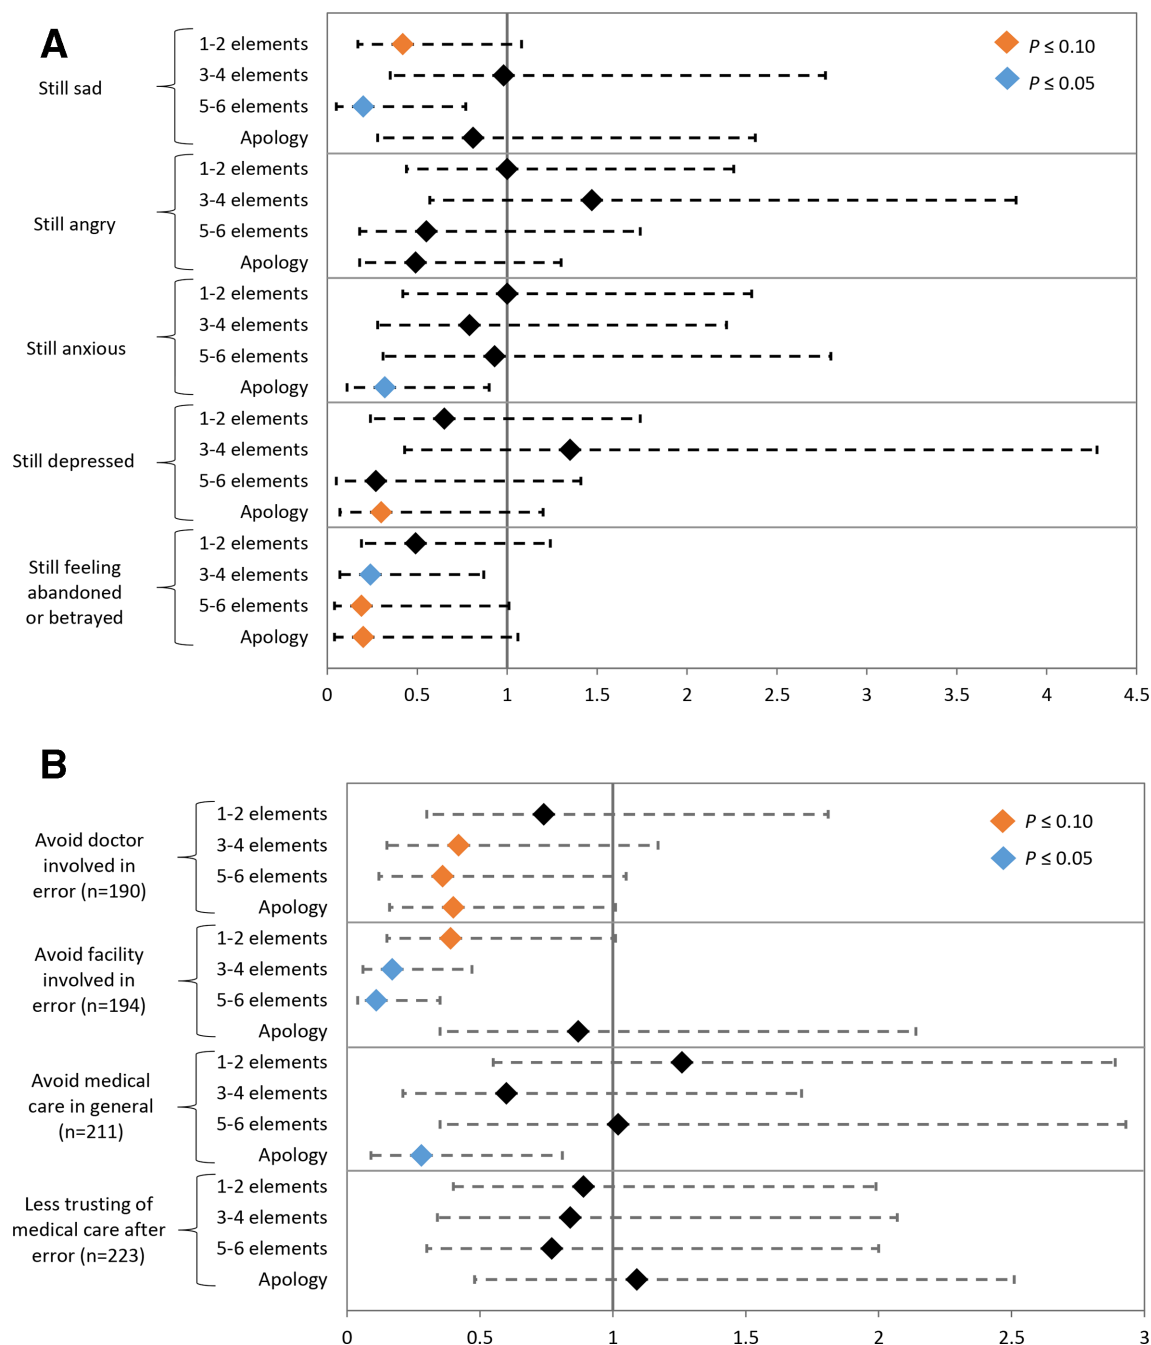 A
1-2 elements
3-4 elements
Still sad
5-6 elements
Apology
P ≤ 0.10
P ≤ 0.05
1-2 elements
3-4 elements
Still angry
5-6 elements
Apology
1-2 elements
3-4 elements
Still anxious
5-6 elements
Apology
1-2 elements
3-4 elements
Still depressed
5-6 elements
Apology
1-2 elements
3-4 elements
Still feeling
abandoned
or betrayed
5-6 elements
Apology
0 0.5 1 1.5 2 2.5 3 3.5 4 4.5
B
1-2 elements
3-4 elements
Avoid doctor
involved in
error (n=190)
5-6 elements
Apology
P ≤ 0.10
P ≤ 0.05
1-2 elements
3-4 elements
Avoid facility
involved in
error (n=194)
5-6 elements
Apology
1-2 elements
3-4 elements
Avoid medical
care in general
(n=211)
5-6 elements
Apology
1-2 elements
3-4 elements
Less trusting of
medical care after
error (n=223)
5-6 elements
Apology
0 0.5 1 1.5 2 2.5 3